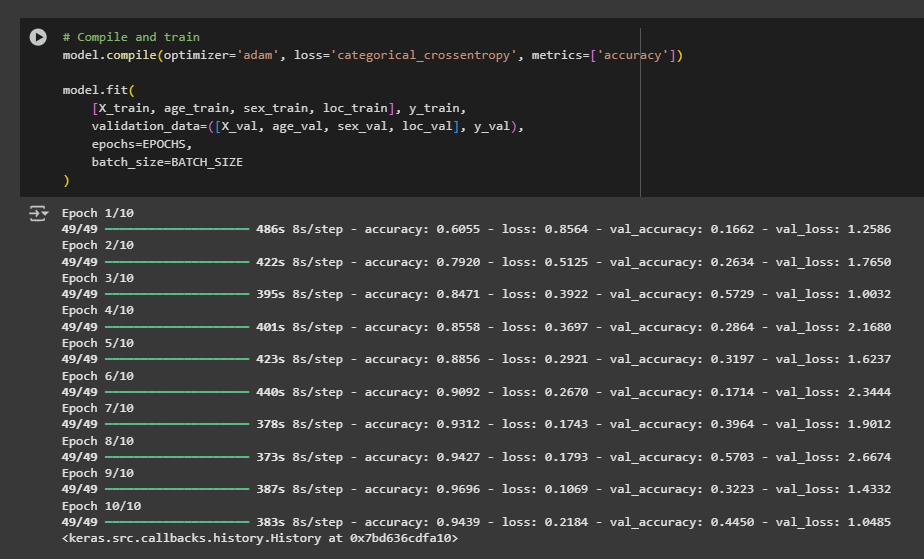 # Compile and train
model.compile(optimizer='adam', loss='categorical_crossentropy', metrics=['accuracy'])
model.fit(
    [X_train, age_train, sex_train, loc_train], y_train,
    validation_data=([X_val, age_val, sex_val, loc_val], y_val),
    epochs=EPOCHS,
    batch_size=BATCH_SIZE
)
Epoch 1/10
49/49 ━━━━━━━━━━━━━━━━━━━━ 486s 8s/step - accuracy: 0.6055 - loss: 0.8564 - val_accuracy: 0.1662 - val_loss: 1.2586
Epoch 2/10
49/49 ━━━━━━━━━━━━━━━━━━━━ 422s 8s/step - accuracy: 0.7920 - loss: 0.5125 - val_accuracy: 0.2634 - val_loss: 1.7650
Epoch 3/10
49/49 ━━━━━━━━━━━━━━━━━━━━ 395s 8s/step - accuracy: 0.8471 - loss: 0.3922 - val_accuracy: 0.5729 - val_loss: 1.0032
Epoch 4/10
49/49 ━━━━━━━━━━━━━━━━━━━━ 401s 8s/step - accuracy: 0.8558 - loss: 0.3697 - val_accuracy: 0.2864 - val_loss: 2.1680
Epoch 5/10
49/49 ━━━━━━━━━━━━━━━━━━━━ 423s 8s/step - accuracy: 0.8856 - loss: 0.2921 - val_accuracy: 0.3197 - val_loss: 1.6237
Epoch 6/10
49/49 ━━━━━━━━━━━━━━━━━━━━ 440s 8s/step - accuracy: 0.9092 - loss: 0.2670 - val_accuracy: 0.1714 - val_loss: 2.3444
Epoch 7/10
49/49 ━━━━━━━━━━━━━━━━━━━━ 378s 8s/step - accuracy: 0.9312 - loss: 0.1743 - val_accuracy: 0.3964 - val_loss: 1.9012
Epoch 8/10
49/49 ━━━━━━━━━━━━━━━━━━━━ 373s 8s/step - accuracy: 0.9427 - loss: 0.1793 - val_accuracy: 0.5703 - val_loss: 2.6674
Epoch 9/10
49/49 ━━━━━━━━━━━━━━━━━━━━ 387s 8s/step - accuracy: 0.9696 - loss: 0.1069 - val_accuracy: 0.3223 - val_loss: 1.4332
Epoch 10/10
49/49 ━━━━━━━━━━━━━━━━━━━━ 383s 8s/step - accuracy: 0.9439 - loss: 0.2184 - val_accuracy: 0.4450 - val_loss: 1.0485
<keras.src.callbacks.history.History at 0x7bd636cdfa10>